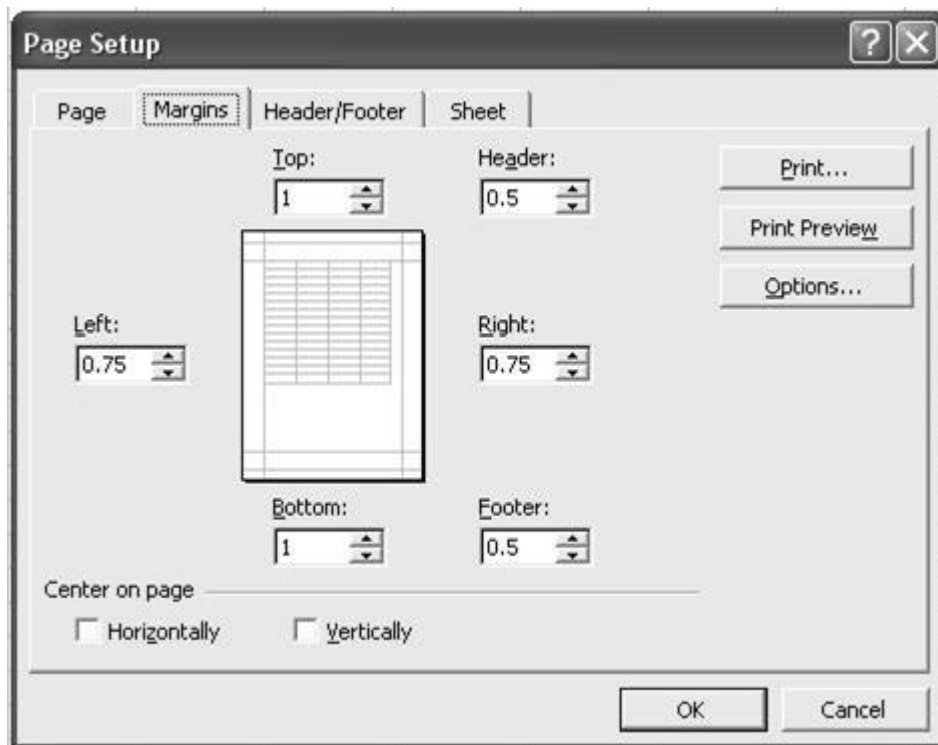 Page Setup
Page Margins Header/Footer Sheet
Top: Header:
1 0.5
Print...
Print Preview
Options...
Left: Right:
0.75 0.75
Bottom: Footer:
1 0.5
Center on page
Horizontally Vertically
OK Cancel